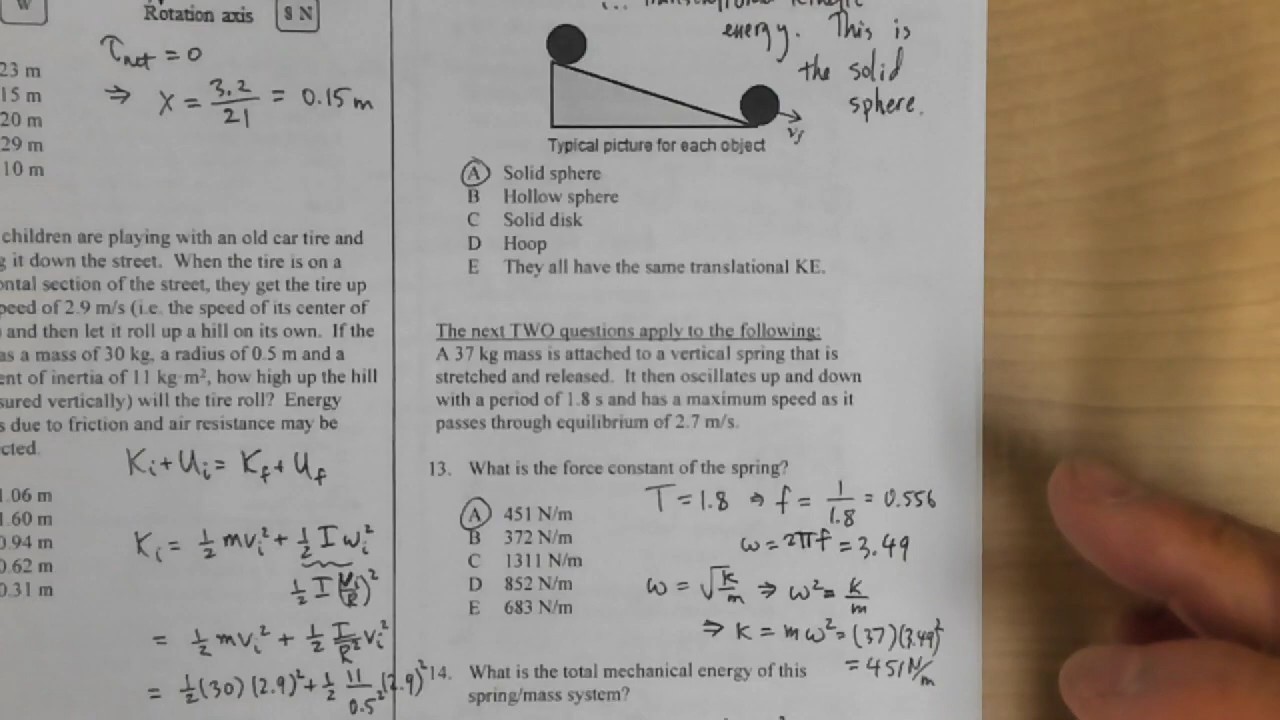 W
Rotation axis
8 N
τnet = 0
⇒ x = 3.2/21 = 0.15 m
23 m
15 m
20 m
29 m
10 m
children are playing with an old car tire and
g it down the street. When the tire is on a
ontal section of the street, they get the tire up
peed of 2.9 m/s (i.e. the speed of its center of
and then let it roll up a hill on its own. If the
as a mass of 30 kg, a radius of 0.5 m and a
ent of inertia of 11 kg·m², how high up the hill
sured vertically) will the tire roll? Energy
s due to friction and air resistance may be
cted.
Ki + Ui = Kf + Uf
1.06 m
1.60 m
0.94 m
0.62 m
0.31 m
Ki = ½ mvi² + ½ I ωi²
½ I (vi/R)²
= ½ mvi² + ½ I/R² vi²
= ½(30)(2.9)² + ½ 11/0.5² (2.9)²
energy. This is
the solid
sphere.
vf
Typical picture for each object
A Solid sphere
B Hollow sphere
C Solid disk
D Hoop
E They all have the same translational KE.
The next TWO questions apply to the following:
A 37 kg mass is attached to a vertical spring that is
stretched and released. It then oscillates up and down
with a period of 1.8 s and has a maximum speed as it
passes through equilibrium of 2.7 m/s.
13. What is the force constant of the spring?
A 451 N/m
B 372 N/m
C 1311 N/m
D 852 N/m
E 683 N/m
T = 1.8 ⇒ f = 1/1.8 = 0.556
ω = 2πf = 3.49
ω = √k/m ⇒ ω² = k/m
⇒ k = mω² = (37)(3.49)²
= 451 N/m
14. What is the total mechanical energy of this
spring/mass system?